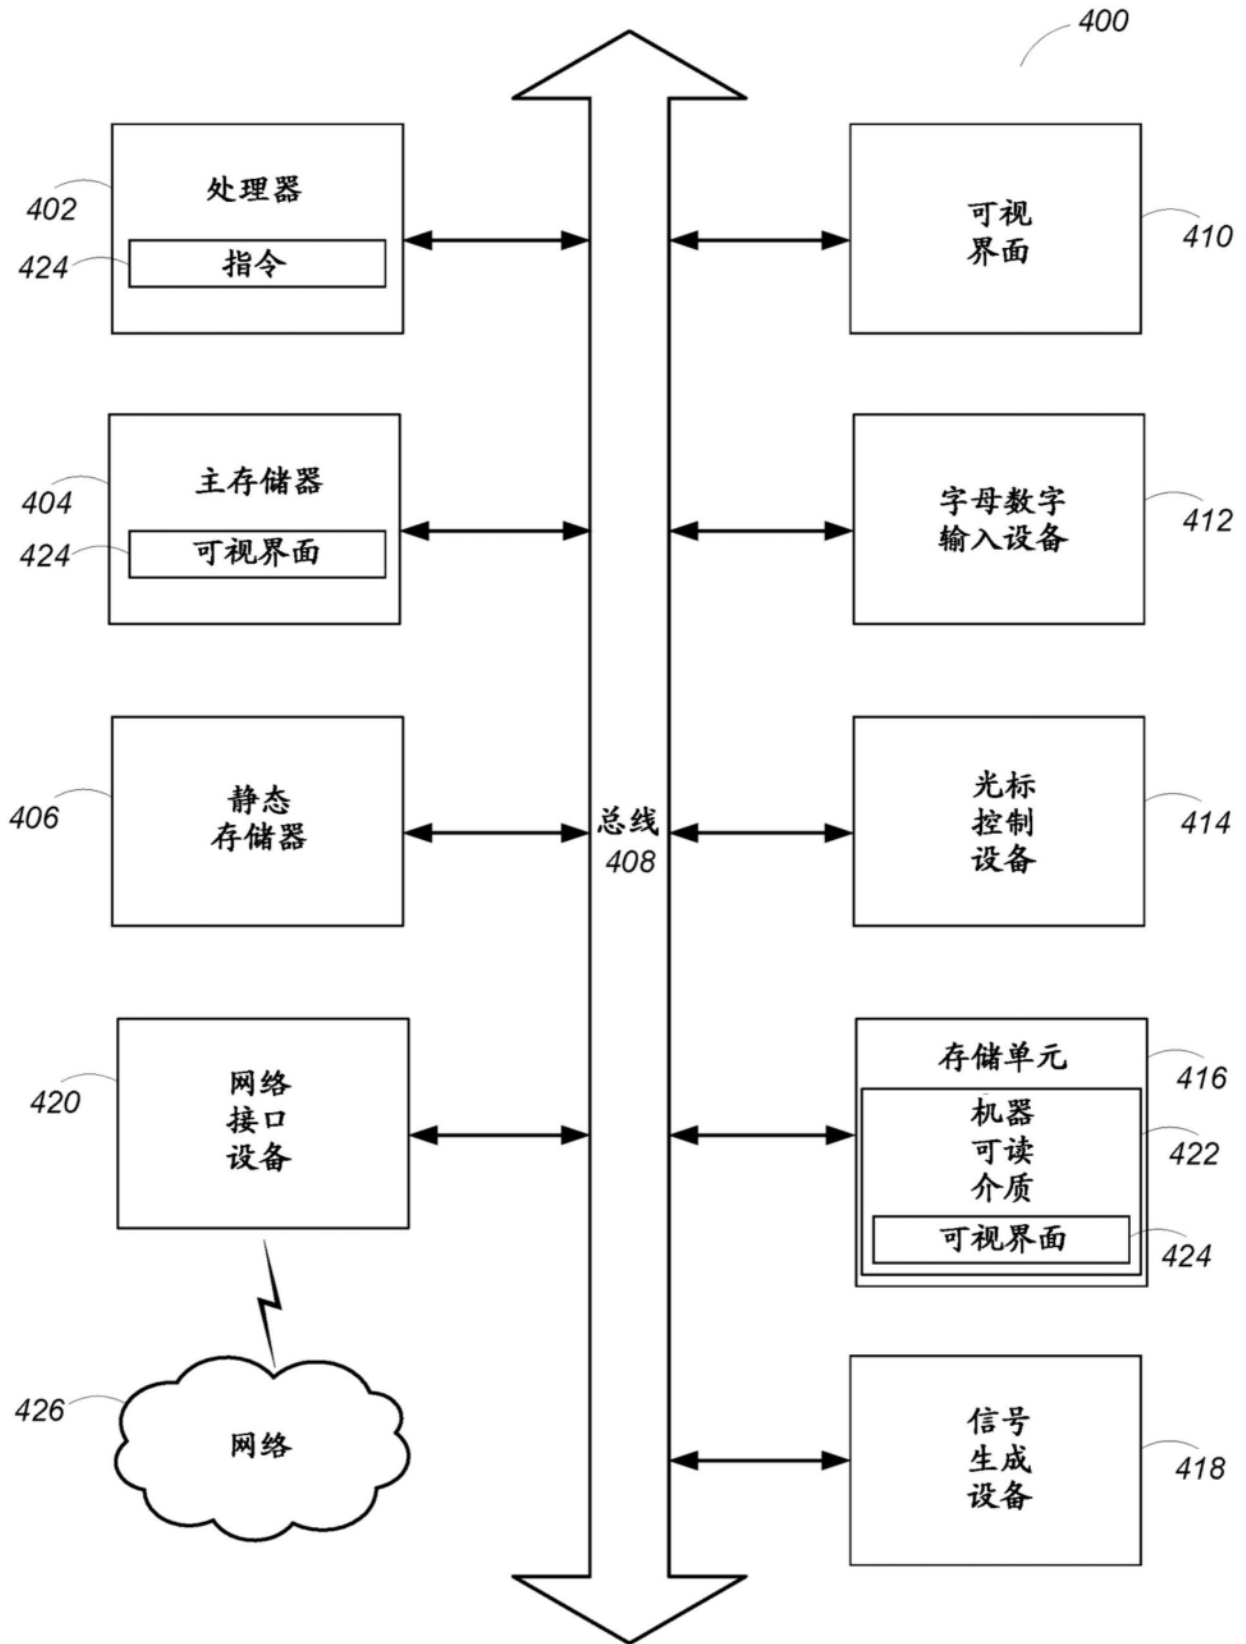 400
处理器
402
指令
424
可视
界面
410
主存储器
404
可视界面
424
字母数字
输入设备
412
静态
存储器
406
总线
408
光标
控制
设备
414
网络
接口
设备
420
存储单元
416
机器
可读
介质
422
可视界面
424
网络
426
信号
生成
设备
418